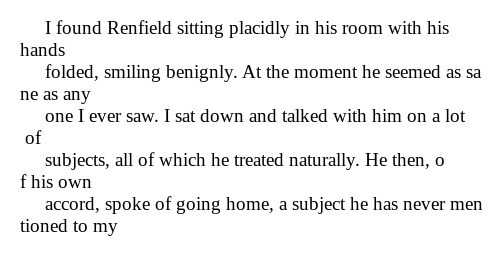 I found Renfield sitting placidly in his room with his
hands
folded, smiling benignly. At the moment he seemed as sa
ne as any
one I ever saw. I sat down and talked with him on a lot
of
subjects, all of which he treated naturally. He then, o
f his own
accord, spoke of going home, a subject he has never men
tioned to my